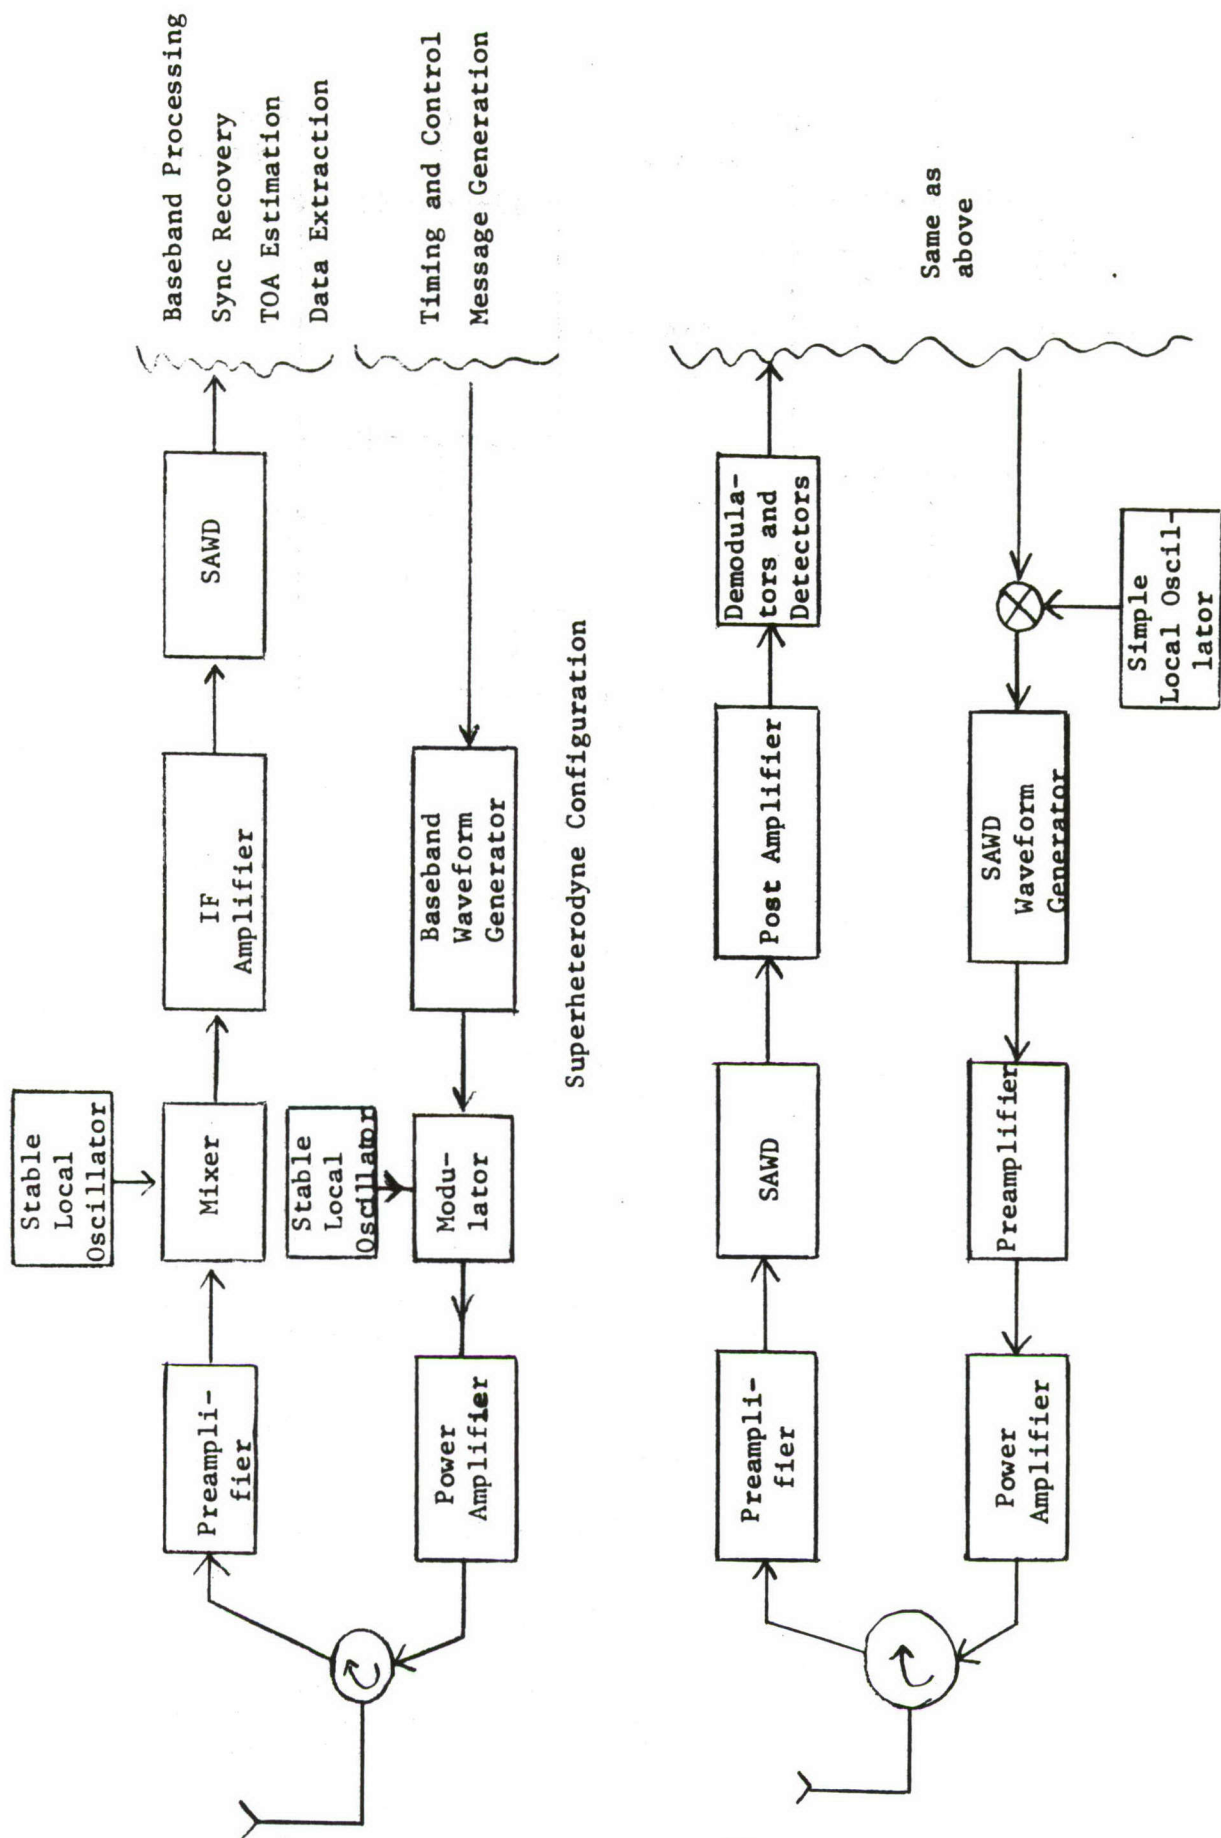 Stable
Local
Oscillator
Preampli-
fier
Mixer
IF
Amplifier
SAWD
Baseband Processing
Sync Recovery
TOA Estimation
Data Extraction
Stable
Local
Oscillator
Power
Amplifier
Modu-
lator
Baseband
Waveform
Generator
Timing and Control
Message Generation
Superheterodyne Configuration
Preampli-
fier
SAWD
Post Amplifier
Demodula-
tors and
Detectors
Same as
above
Power
Amplifier
Preamplifier
SAWD
Waveform
Generator
Simple
Local Oscil-
lator